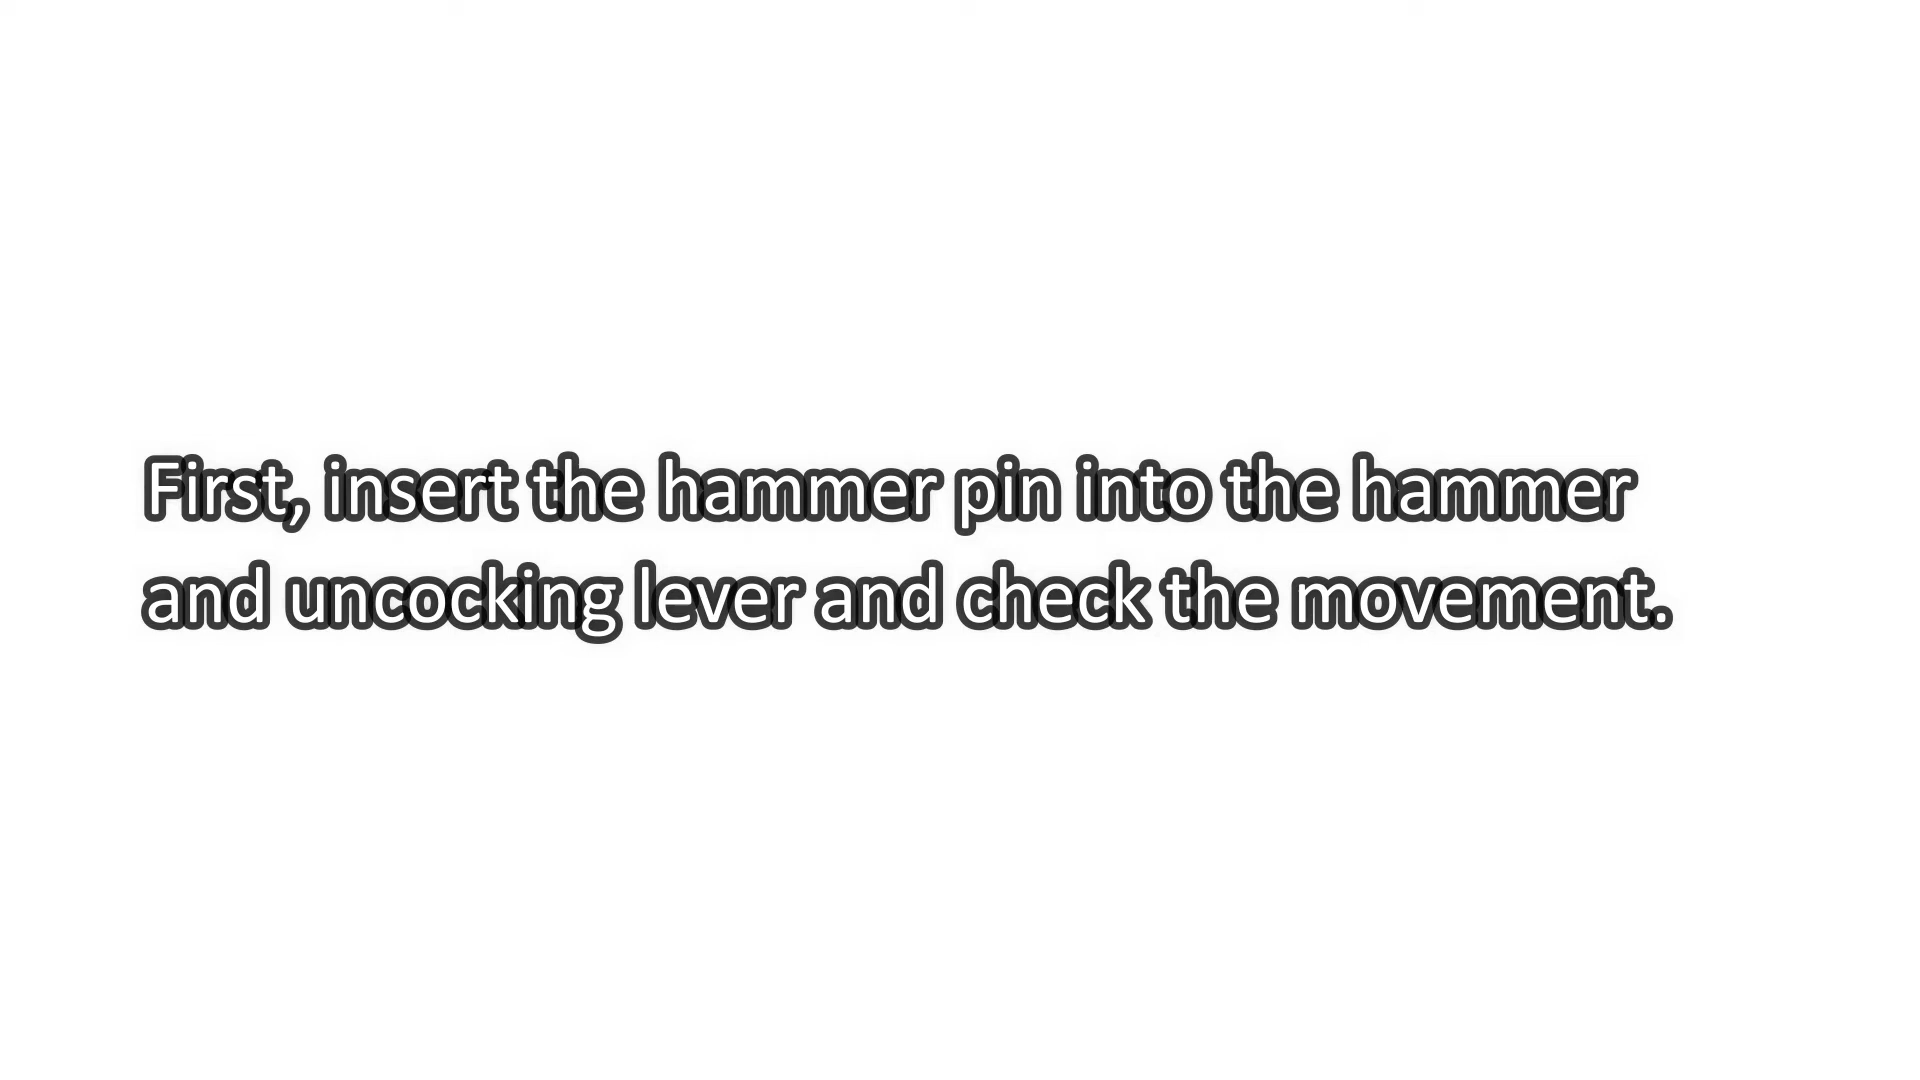 First, insert the hammer pin into the hammer
and uncocking lever and check the movement.